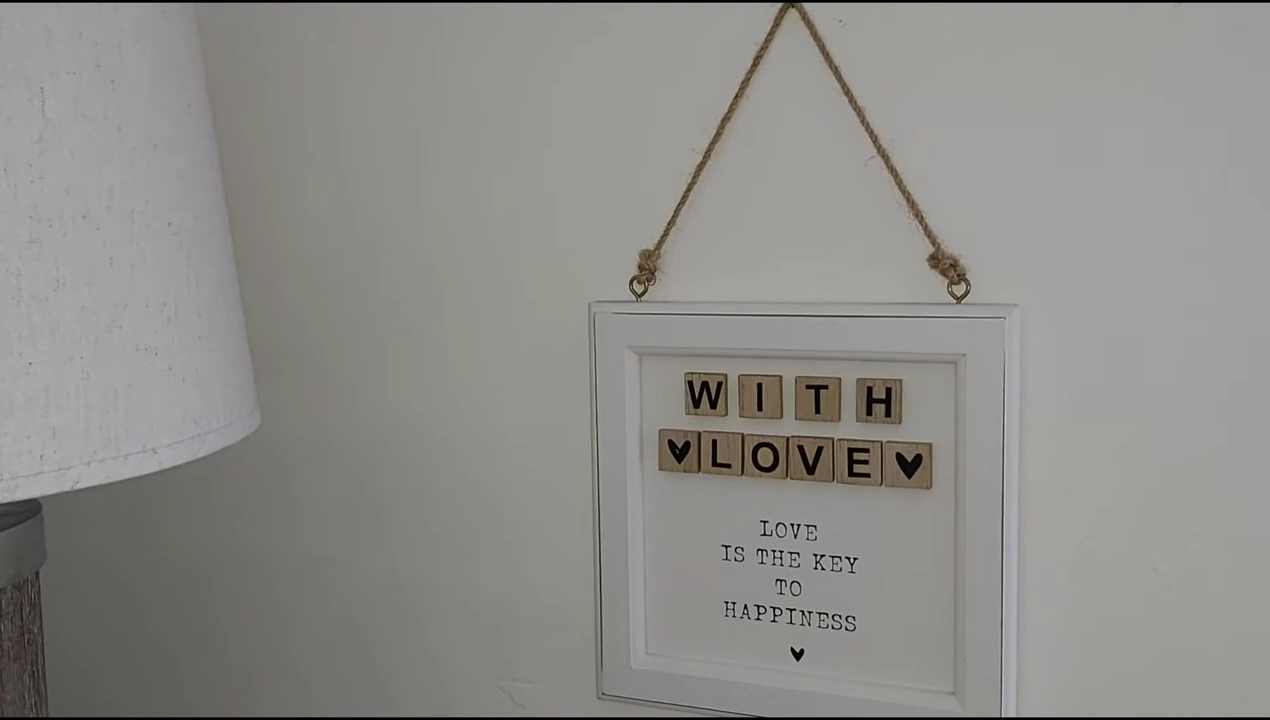 WITH
♥LOVE♥
LOVE
IS THE KEY
TO
HAPPINESS
♥